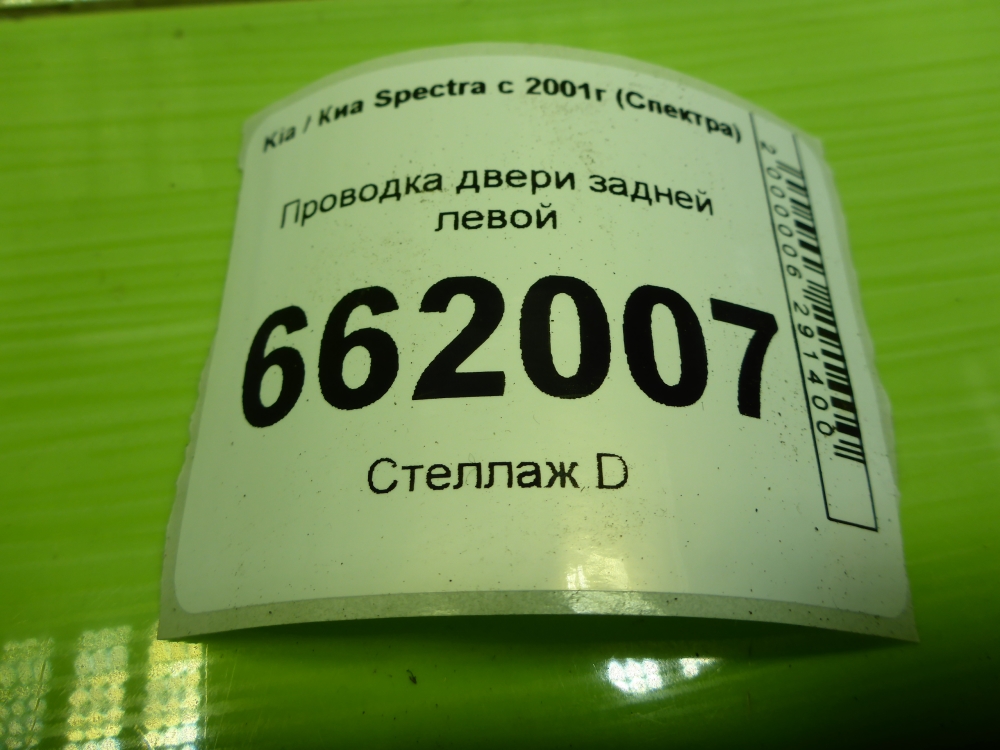 Kia / Киа Spectra с 2001г (Спектра)
Проводка двери задней
левой
662007
Стеллаж D
2000006291400